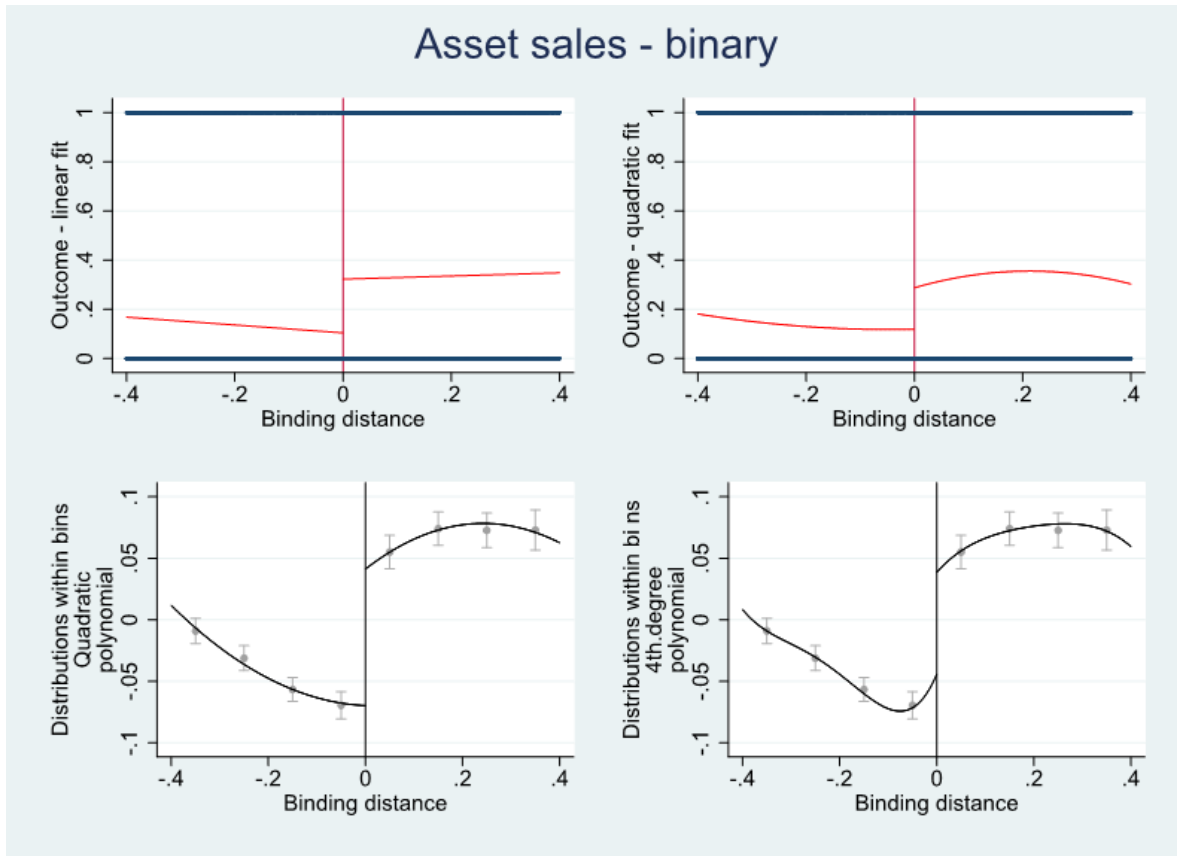 Asset sales - binary
Outcome - linear fit
1
.8
.6
.4
.2
0
-.4 -.2 0 .2 .4
Binding distance
Outcome - quadratic fit
1
.8
.6
.4
.2
0
-.4 -.2 0 .2 .4
Binding distance
Distributions within bins
Quadratic
polynomial
.1
.05
0
-.05
-.1
-.4 -.2 0 .2 .4
Binding distance
Distributions within bi ns
4th.degree
polynomial
.1
.05
0
-.05
-.1
-.4 -.2 0 .2 .4
Binding distance